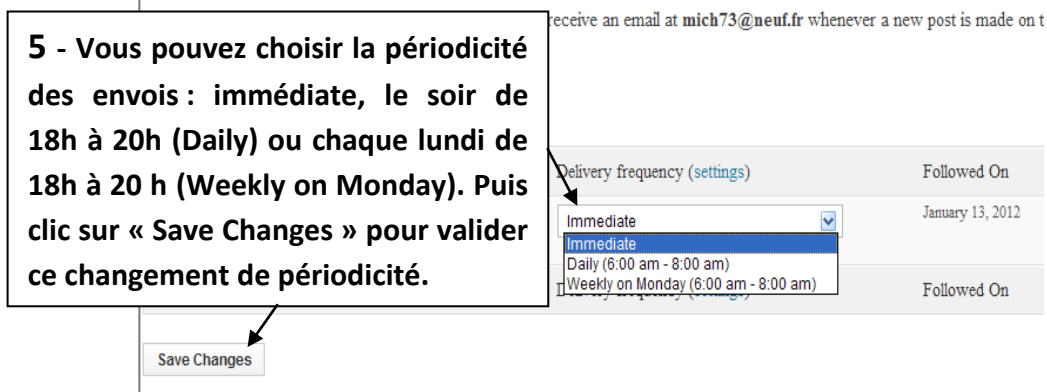 receive an email at mich73@neuf.fr whenever a new post is made on t
5 - Vous pouvez choisir la périodicité
des envois : immédiate, le soir de
18h à 20h (Daily) ou chaque lundi de
18h à 20 h (Weekly on Monday). Puis
clic sur « Save Changes » pour valider
ce changement de périodicité.
Delivery frequency (settings) Followed On
Immediate January 13, 2012
Immediate
Daily (6:00 am - 8:00 am)
Weekly on Monday (6:00 am - 8:00 am)
Followed On
Save Changes